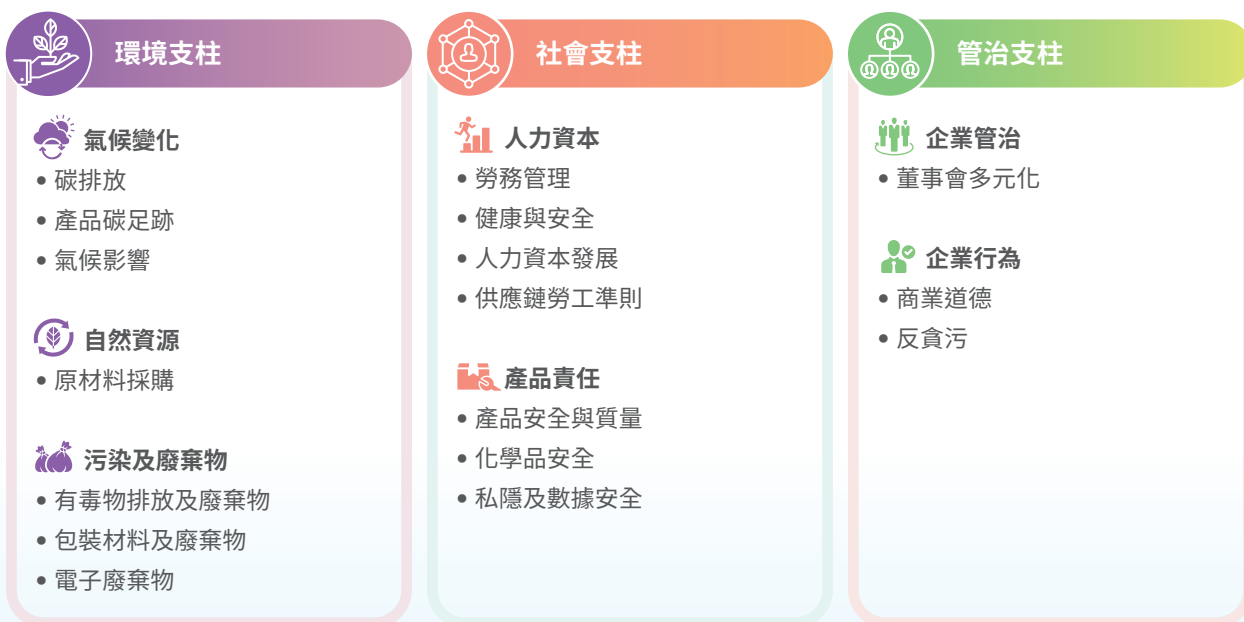 環境支柱
氣候變化
• 碳排放
• 產品碳足跡
• 氣候影響
自然資源
• 原材料採購
污染及廢棄物
• 有毒物排放及廢棄物
• 包裝材料及廢棄物
• 電子廢棄物
社會支柱
人力資本
• 勞務管理
• 健康與安全
• 人力資本發展
• 供應鏈勞工準則
產品責任
• 產品安全與質量
• 化學品安全
• 私隱及數據安全
管治支柱
企業管治
• 董事會多元化
企業行為
• 商業道德
• 反貪污